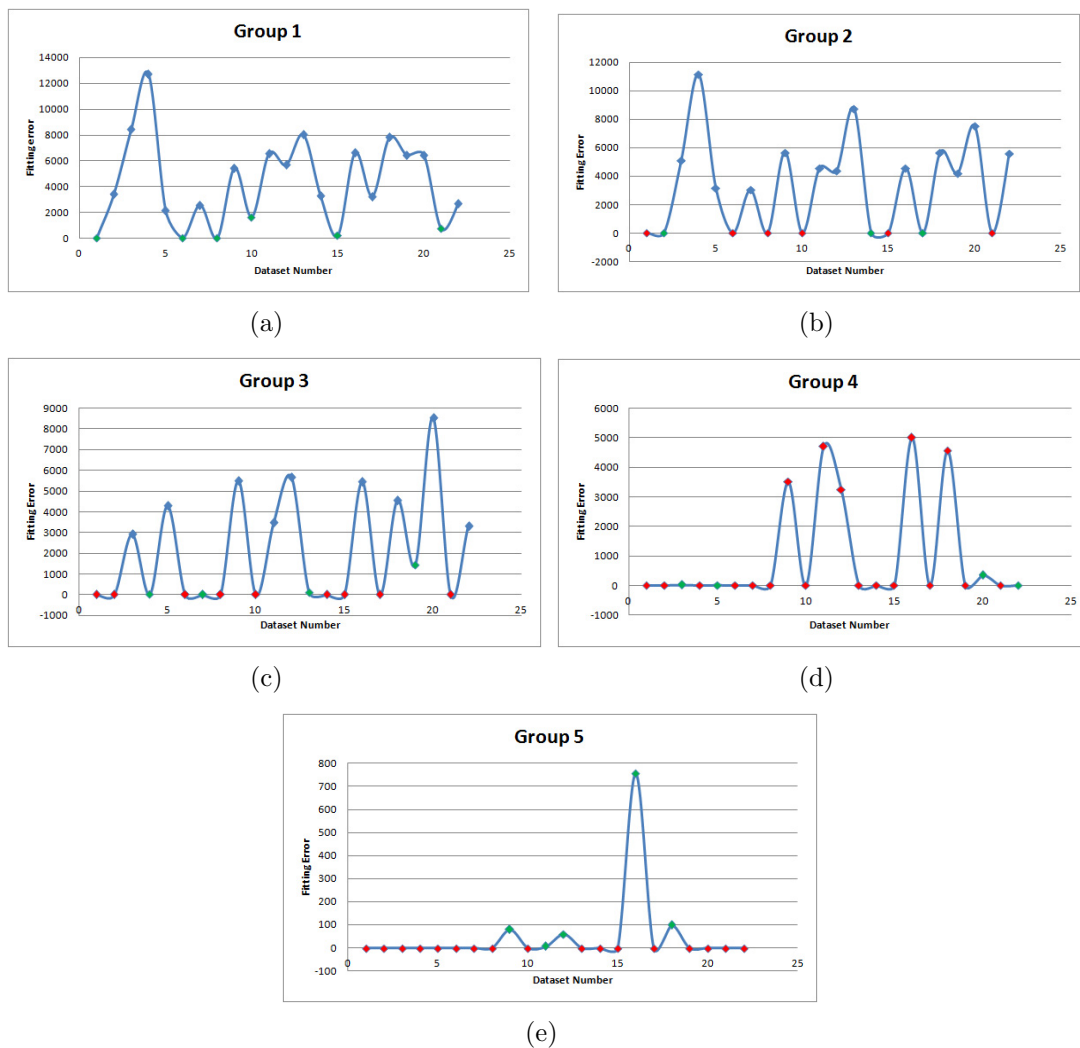 Group 1
14000
12000
10000
8000
6000
4000
2000
0
Fitting error
0 5 10 15 20 25
Dataset Number
(a)
Group 2
12000
10000
8000
6000
4000
2000
0
-2000
Fitting Error
0 5 10 15 20 25
Dataset Number
(b)
Group 3
9000
8000
7000
6000
5000
4000
3000
2000
1000
0
-1000
Fitting Error
0 5 10 15 20 25
Dataset Number
(c)
Group 4
6000
5000
4000
3000
2000
1000
0
-1000
Fitting Error
0 5 10 15 20 25
Dataset Number
(d)
Group 5
800
700
600
500
400
300
200
100
0
-100
Fitting Error
0 5 10 15 20 25
Dataset Number
(e)